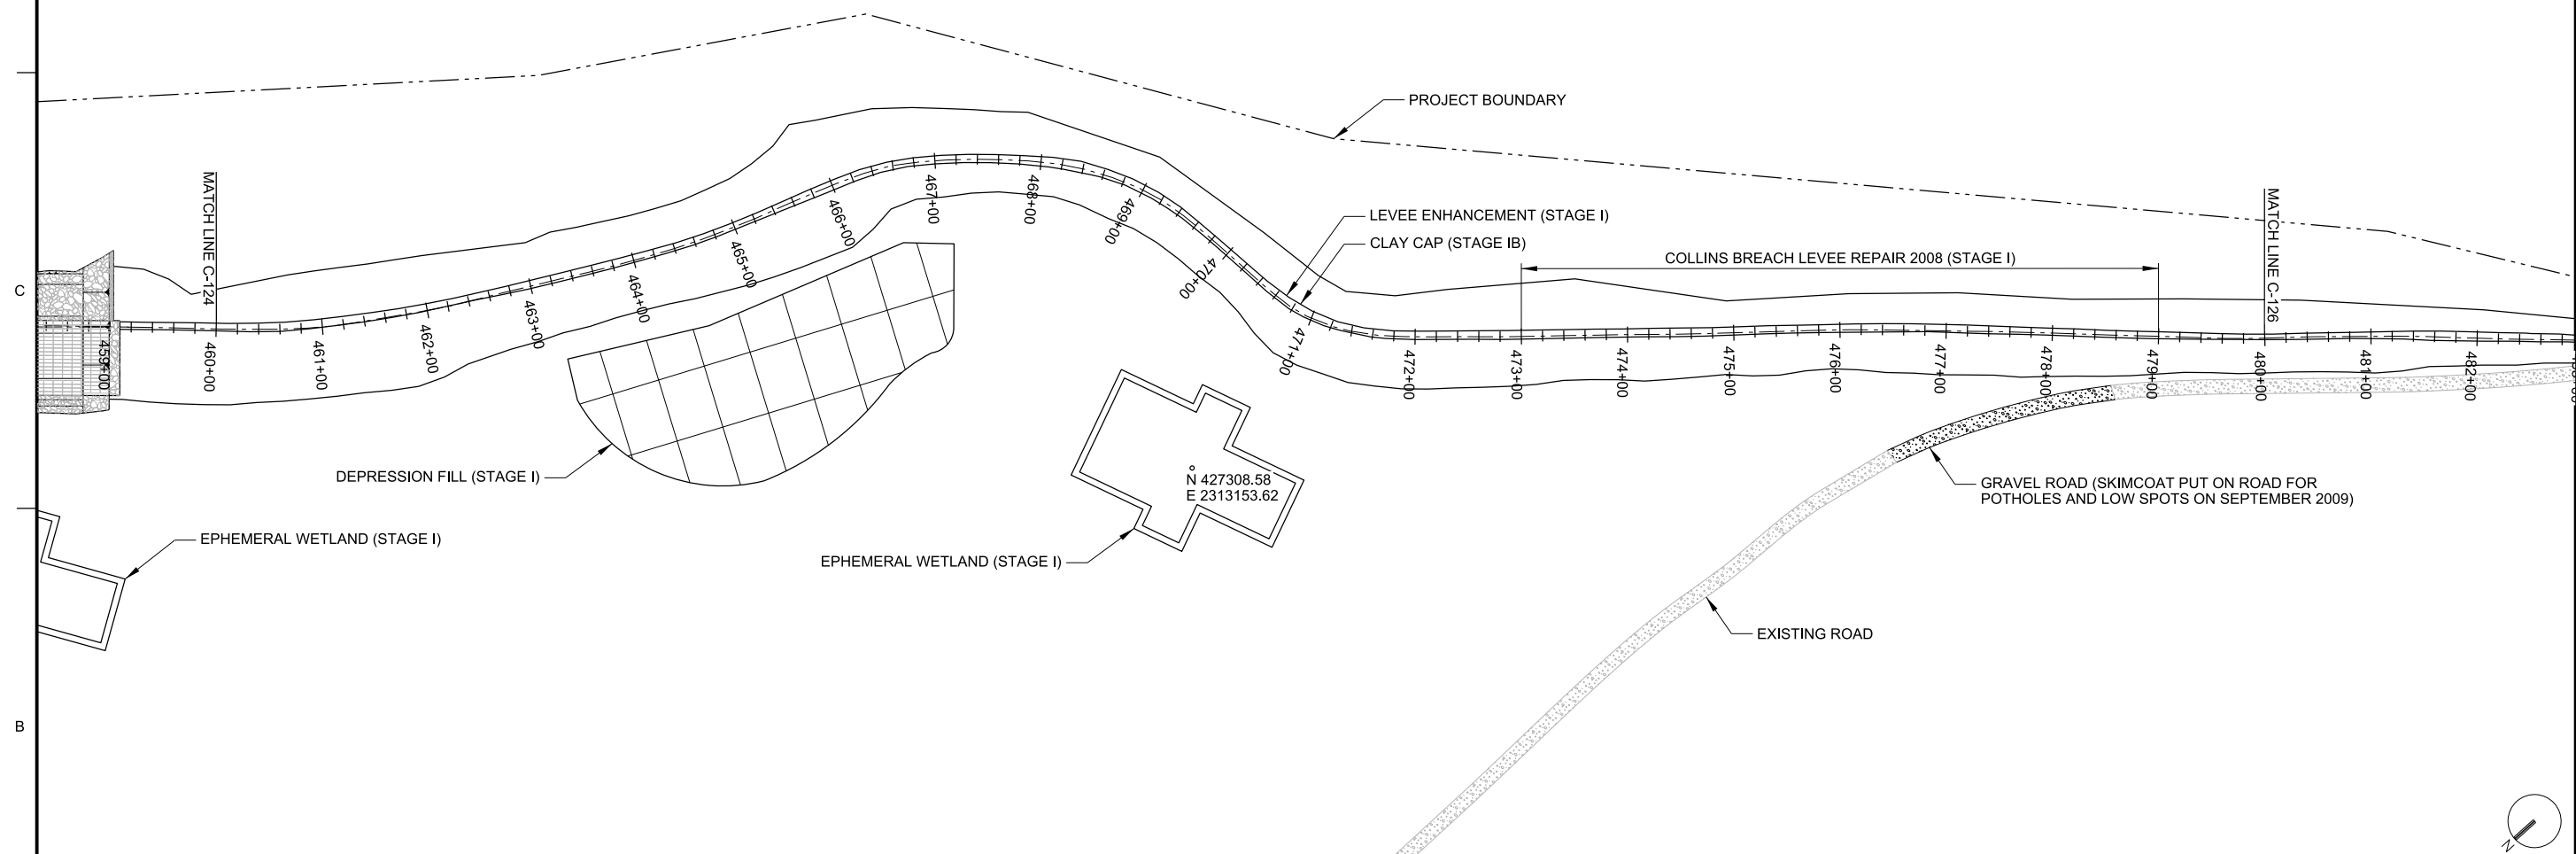 PROJECT BOUNDARY
MATCH LINE C-124
MATCH LINE C-126
LEVEE ENHANCEMENT (STAGE I)
CLAY CAP (STAGE IB)
COLLINS BREACH LEVEE REPAIR 2008 (STAGE I)
C
459+00
460+00
461+00
462+00
463+00
464+00
465+00
466+00
467+00
468+00
469+00
470+00
471+00
472+00
473+00
474+00
475+00
476+00
477+00
478+00
479+00
480+00
481+00
482+00
DEPRESSION FILL (STAGE I)
N 427308.58
E 2313153.62
GRAVEL ROAD (SKIMCOAT PUT ON ROAD FOR
POTHOLES AND LOW SPOTS ON SEPTEMBER 2009)
EPHEMERAL WETLAND (STAGE I)
EPHEMERAL WETLAND (STAGE I)
EXISTING ROAD
B
N